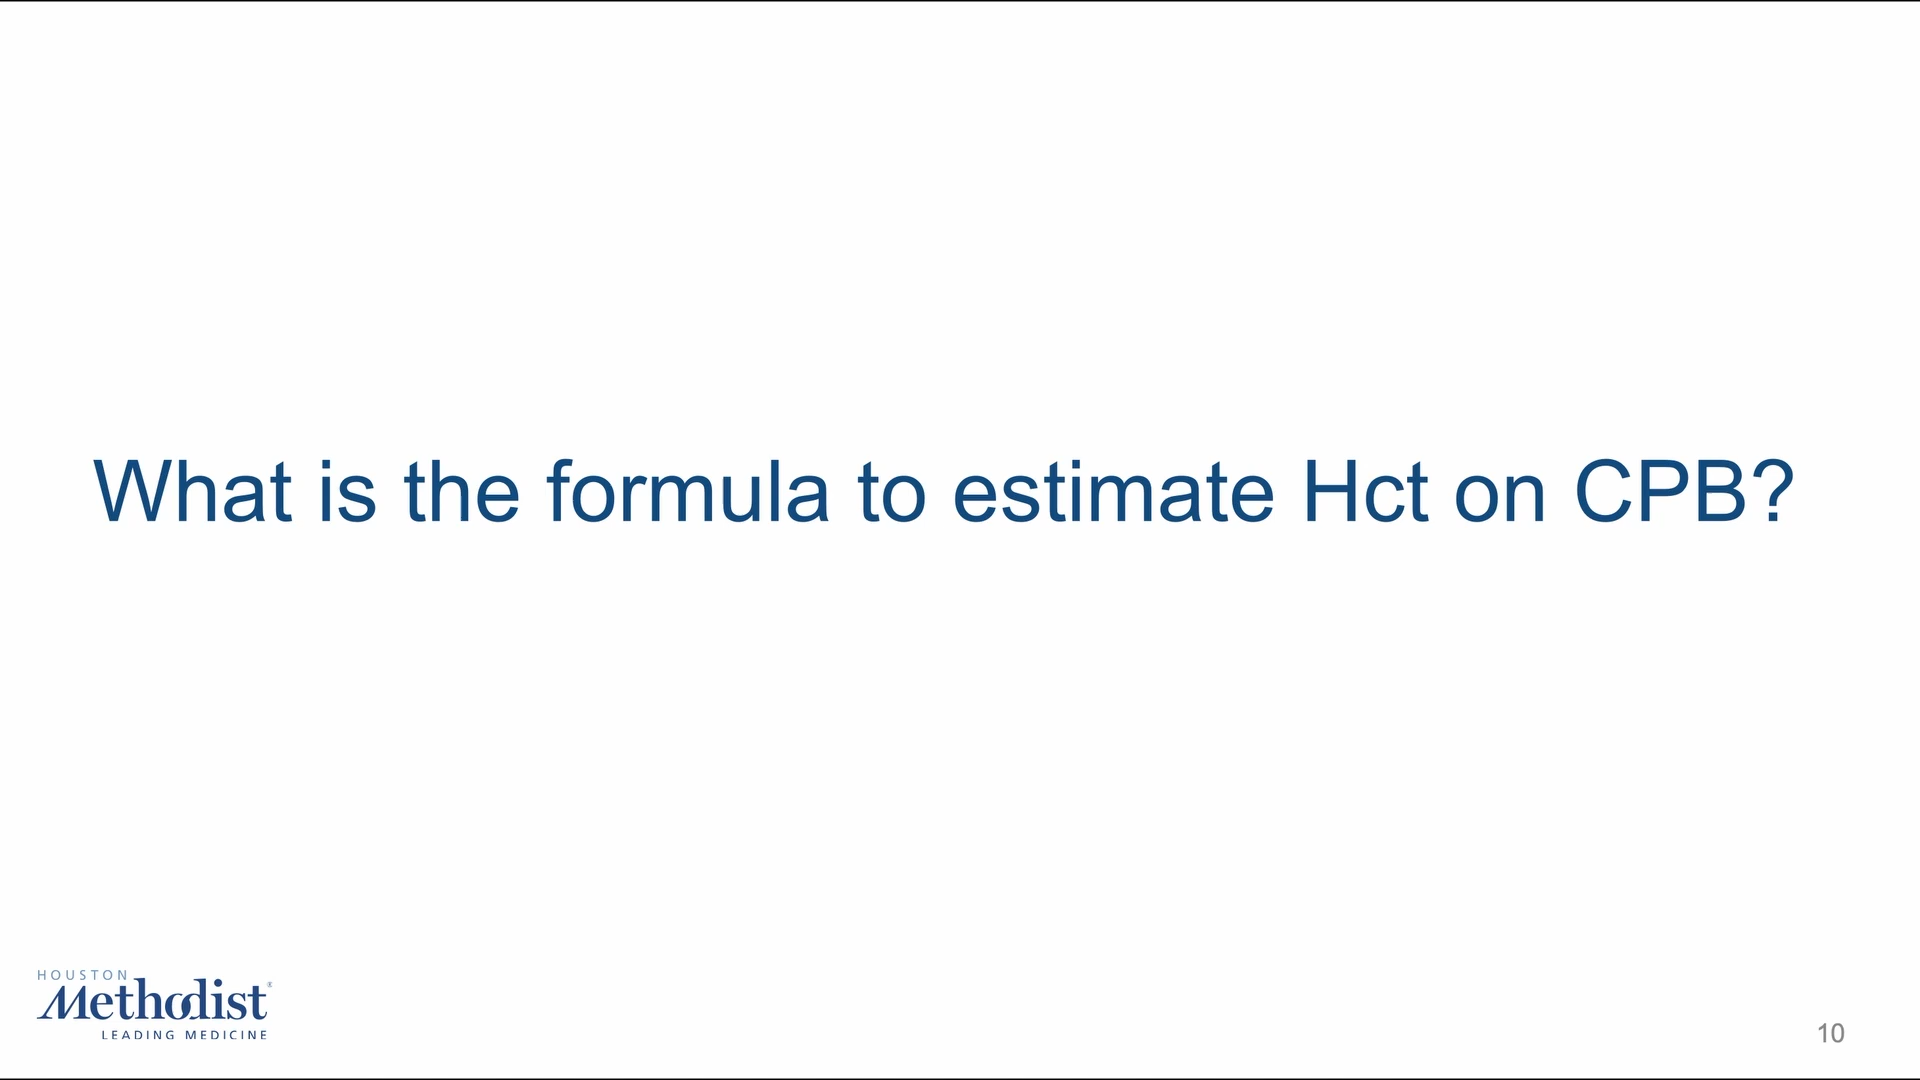 What is the formula to estimate Hct on CPB?
HOUSTON
Methodist®
LEADING MEDICINE
10